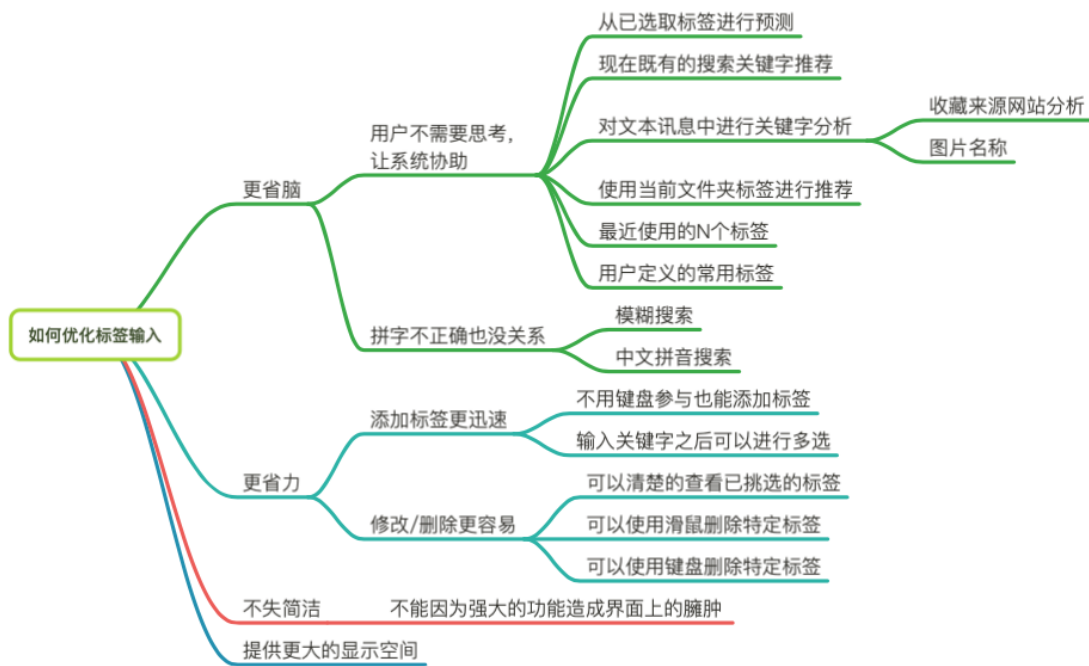 如何优化标签输入
更省脑
用户不需要思考，
让系统协助
从已选取标签进行预测
现在既有的搜索关键字推荐
对文本讯息中进行关键字分析
收藏来源网站分析
图片名称
使用当前文件夹标签进行推荐
最近使用的N个标签
用户定义的常用标签
拼字不正确也没关系
模糊搜索
中文拼音搜索
更省力
添加标签更迅速
不用键盘参与也能添加标签
输入关键字之后可以进行多选
修改/删除更容易
可以清楚的查看已挑选的标签
可以使用滑鼠删除特定标签
可以使用键盘删除特定标签
不失简洁
不能因为强大的功能造成界面上的臃肿
提供更大的显示空间